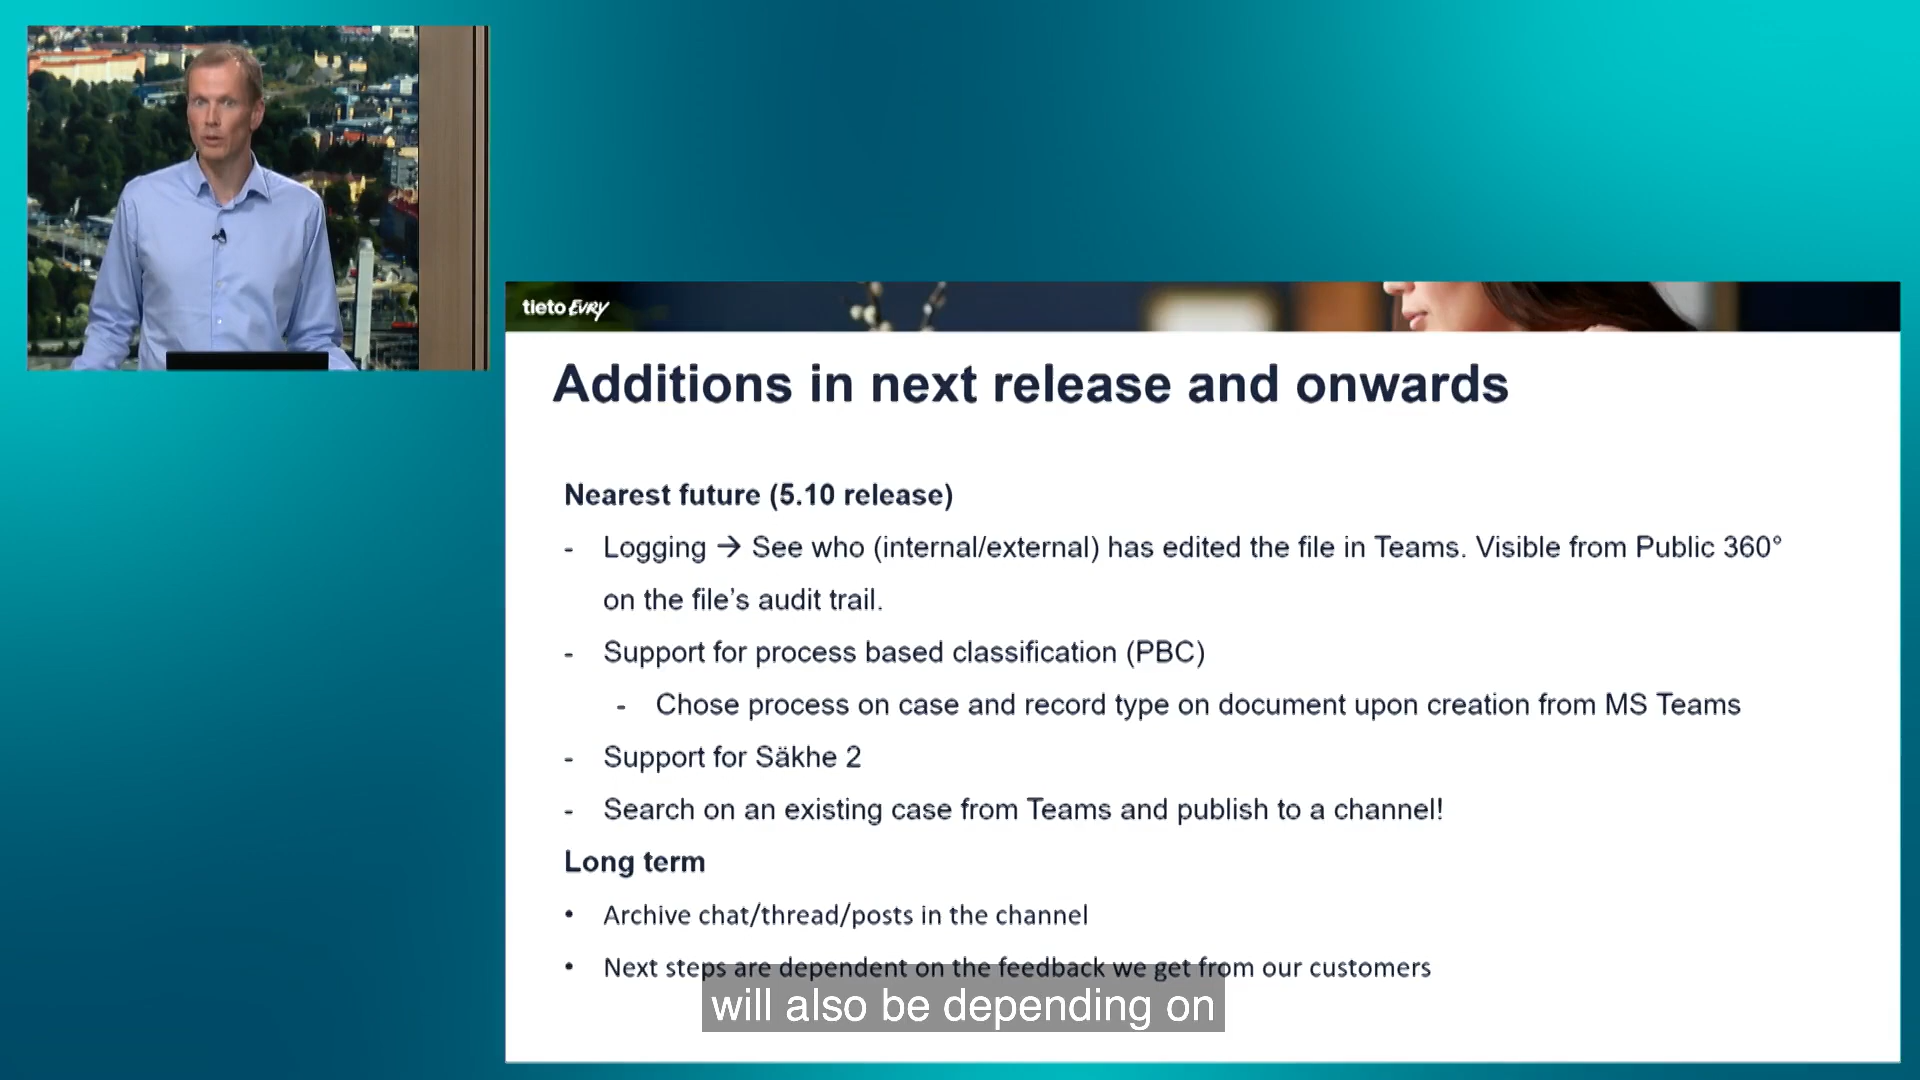 tieto EVRY
Additions in next release and onwards
Nearest future (5.10 release)
- Logging → See who (internal/external) has edited the file in Teams. Visible from Public 360°
on the file’s audit trail.
- Support for process based classification (PBC)
- Chose process on case and record type on document upon creation from MS Teams
- Support for Säkhe 2
- Search on an existing case from Teams and publish to a channel!
Long term
• Archive chat/thread/posts in the channel
• Next steps are dependent on the feedback we get from our customers
will also be depending on